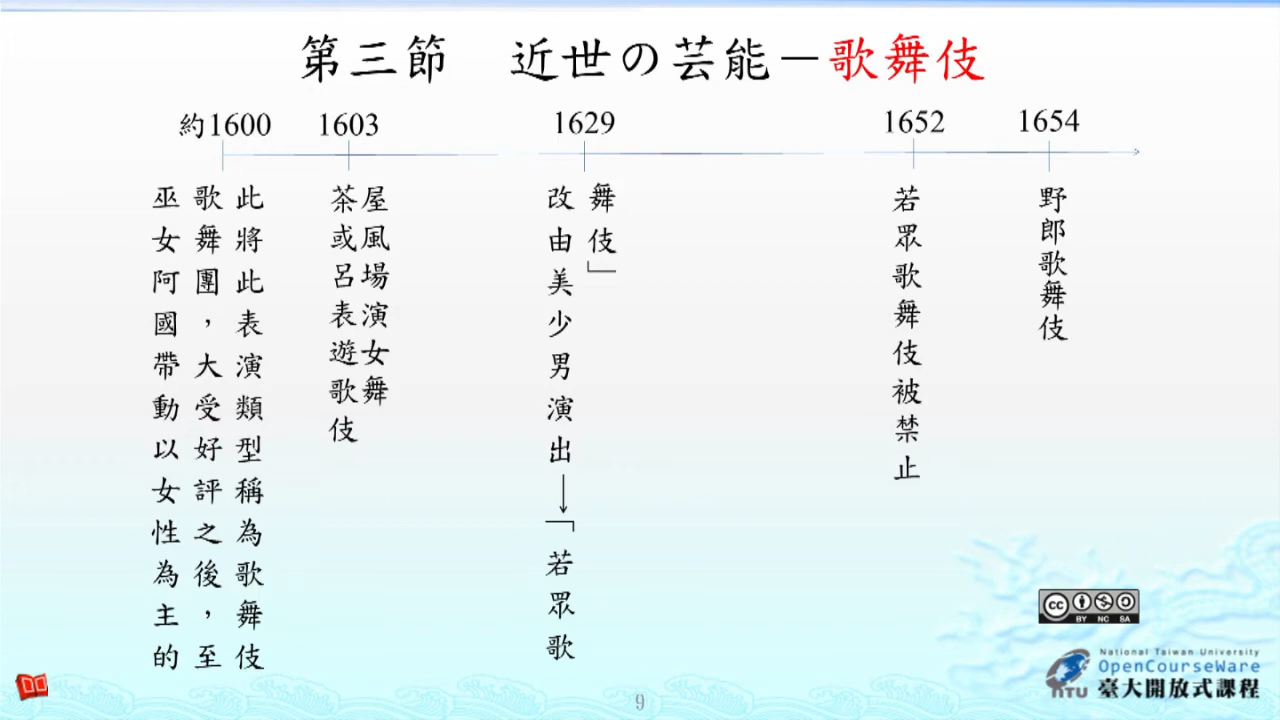 第三節　近世の芸能－歌舞伎
約1600
1603
1629
1652
1654
巫女阿國帶動以女性為主的
歌舞團，大受好評之後，至
此將此表演類型稱為歌舞伎
茶屋
或風
呂場
表演
遊女
歌舞
伎
改由美少男演出→「若眾歌
舞伎」
若眾歌舞伎被禁止
野郎歌舞伎
cc BY NC SA
National Taiwan University
OpenCourseWare
NTU 臺大開放式課程
9